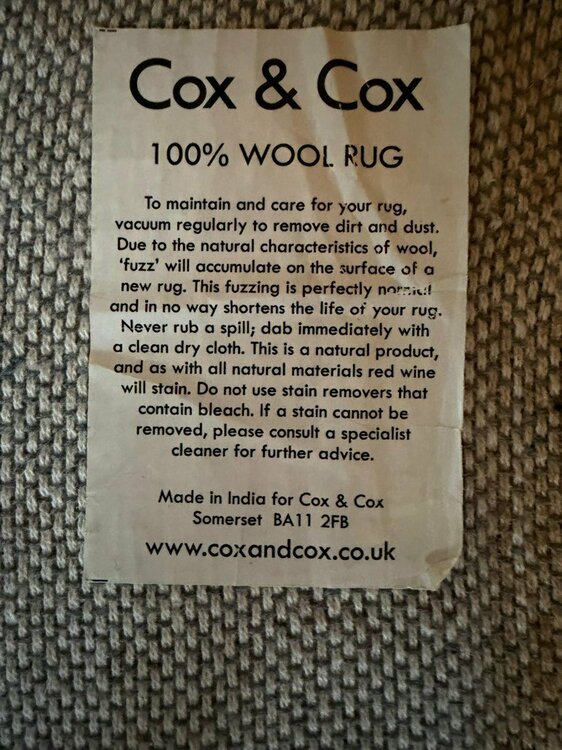 Cox & Cox
100% WOOL RUG
To maintain and care for your rug,
vacuum regularly to remove dirt and dust.
Due to the natural characteristics of wool,
‘fuzz’ will accumulate on the surface of a
new rug. This fuzzing is perfectly normal
and in no way shortens the life of your rug.
Never rub a spill; dab immediately with
a clean dry cloth. This is a natural product,
and as with all natural materials red wine
will stain. Do not use stain removers that
contain bleach. If a stain cannot be
removed, please consult a specialist
cleaner for further advice.
Made in India for Cox & Cox
Somerset BA11 2FB
www.coxandcox.co.uk